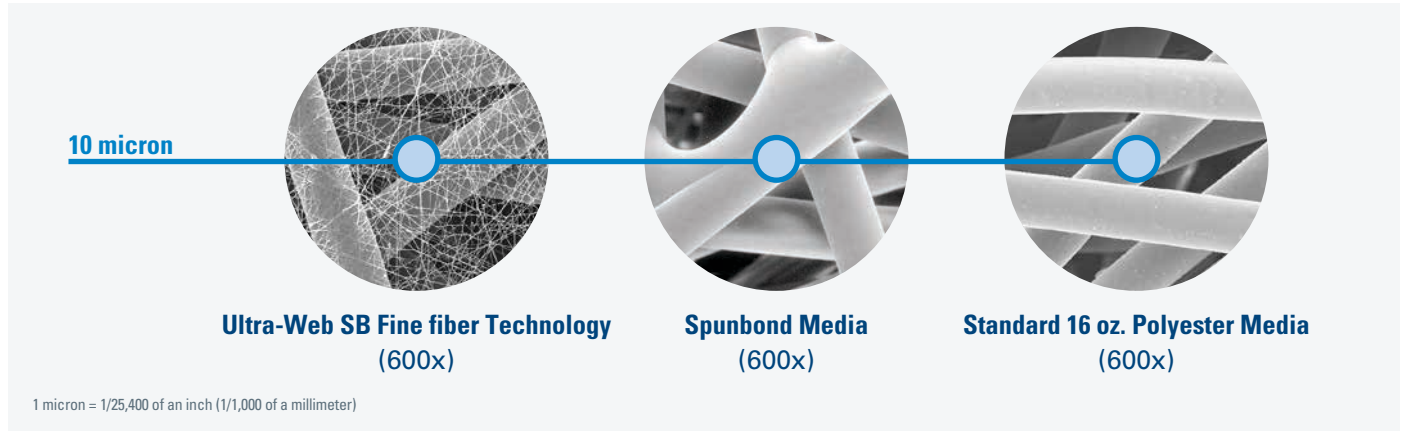 10 micron
Ultra-Web SB Fine fiber Technology
(600x)
Spunbond Media
(600x)
Standard 16 oz. Polyester Media
(600x)
1 micron = 1/25,400 of an inch (1/1,000 of a millimeter)